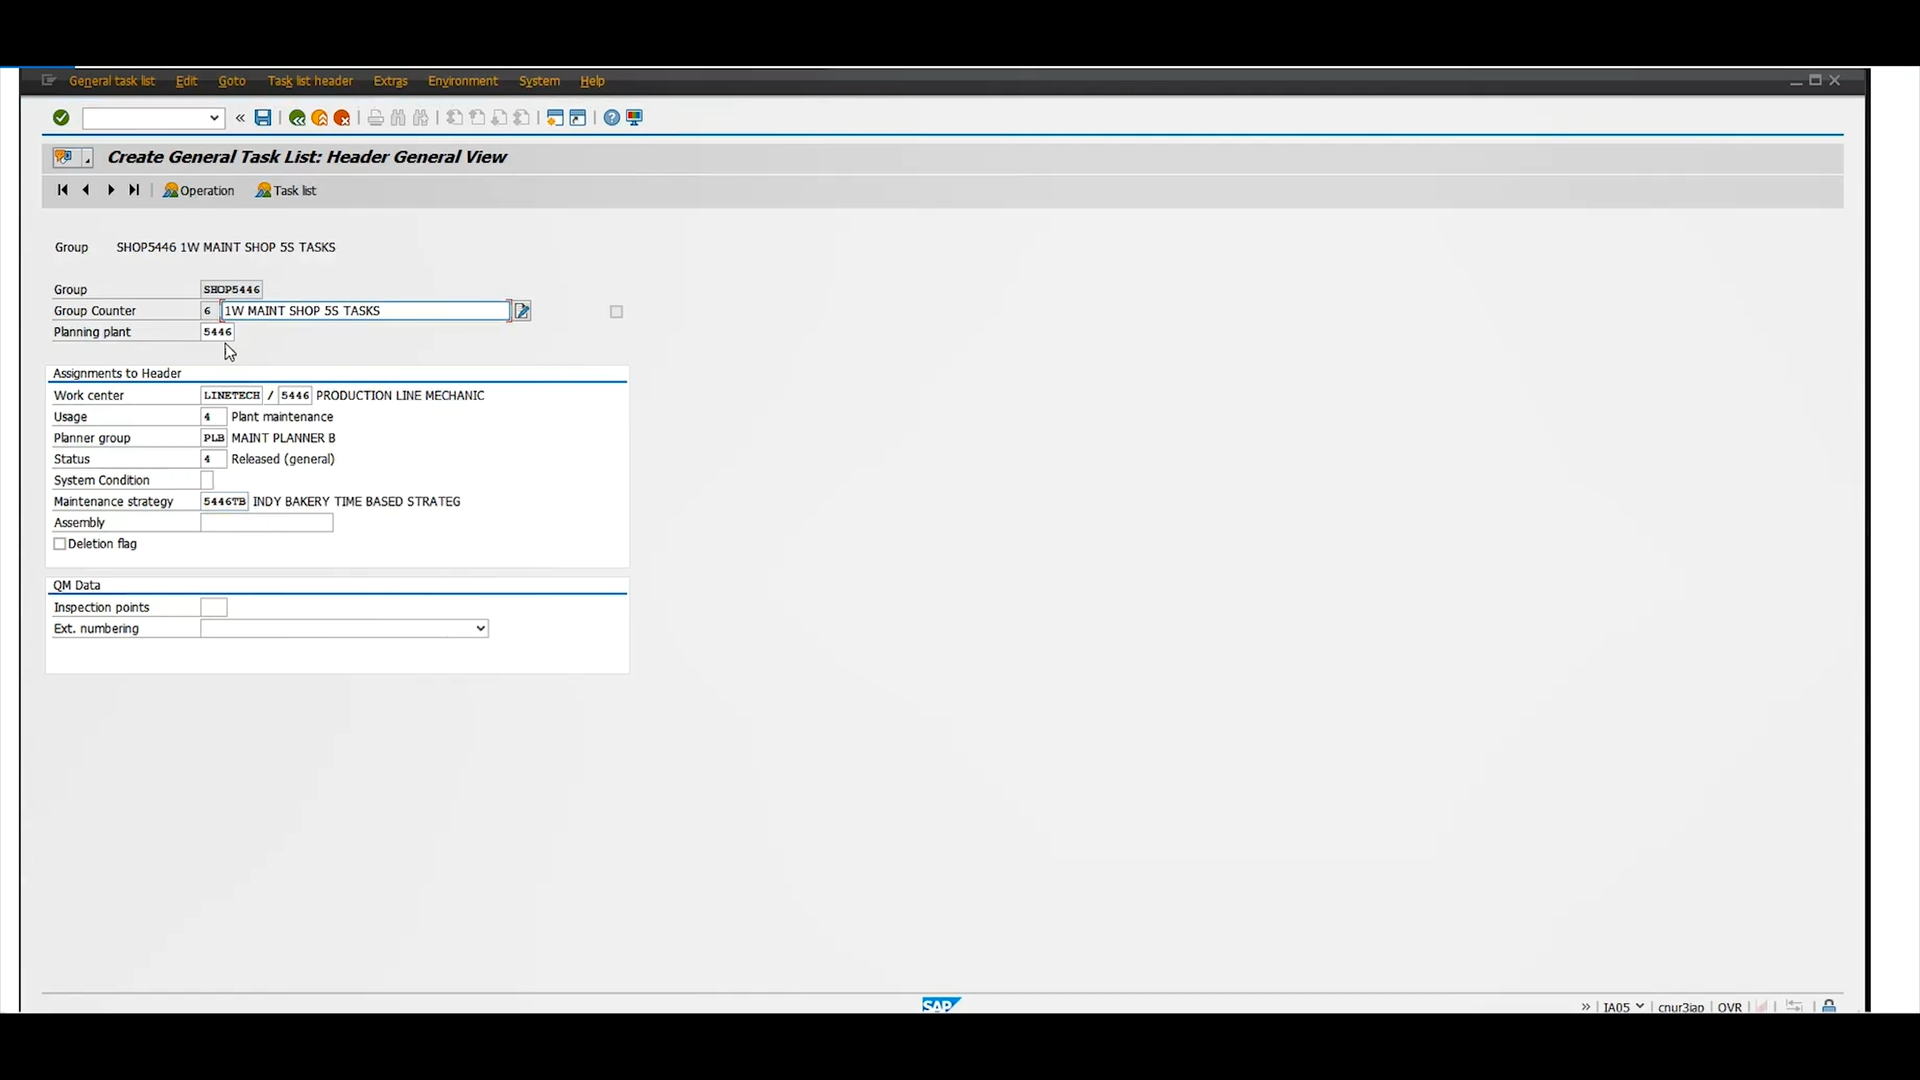 General task list Edit Goto Task list header Extras Environment System Help
Create General Task List: Header General View
Operation Task list
Group SHOP5446 1W MAINT SHOP 5S TASKS
Group SHOP5446
Group Counter 6 1W MAINT SHOP 5S TASKS
Planning plant 5446
Assignments to Header
Work center LINETECH / 5446 PRODUCTION LINE MECHANIC
Usage 4 Plant maintenance
Planner group PLB MAINT PLANNER B
Status 4 Released (general)
System Condition
Maintenance strategy 5446TB INDY BAKERY TIME BASED STRATEG
Assembly
Deletion flag
QM Data
Inspection points
Ext. numbering
SAP IA05 cnur3iap OVR